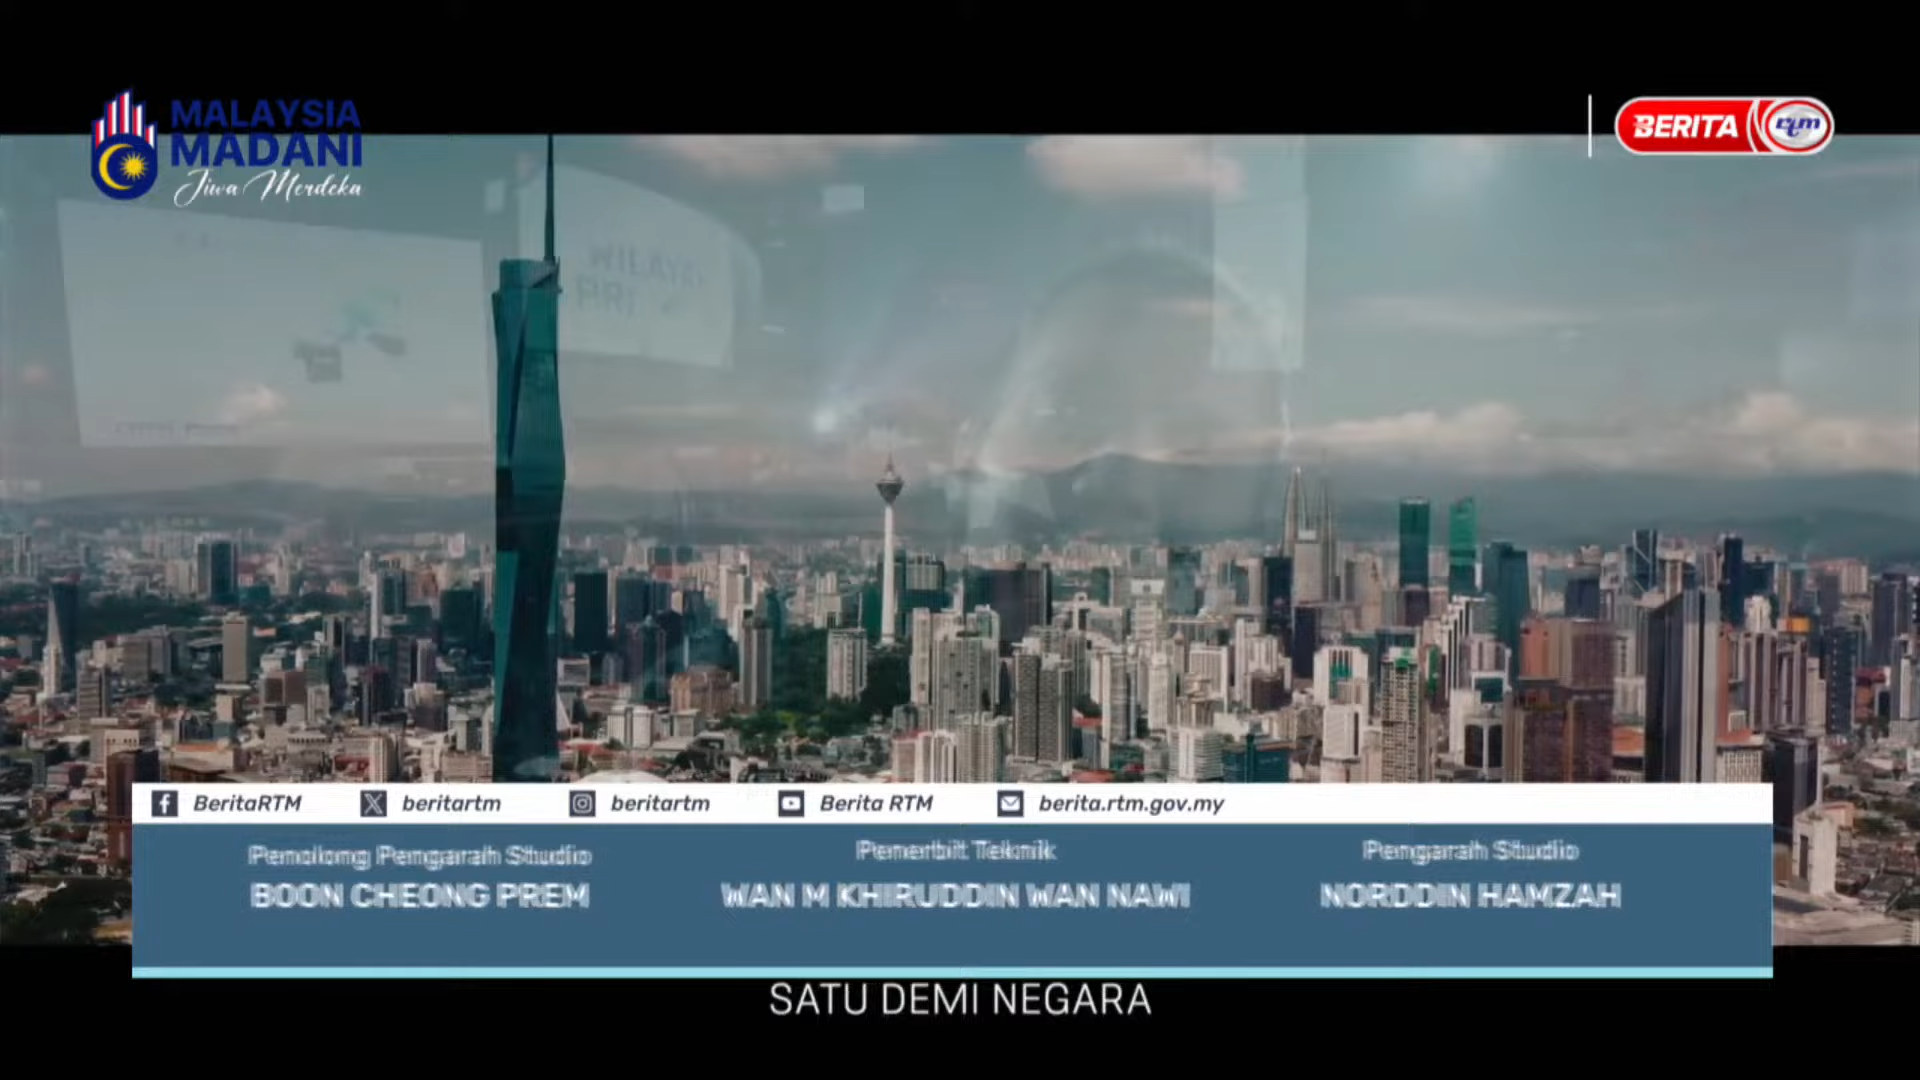 MALAYSIA
MADANI
Jiwa Merdeka
BERITA rtm
BeritaRTM
beritartm
beritartm
Berita RTM
berita.rtm.gov.my
Penolong Pengarah Studio
BOON CHEONG PREM
Penerbit Teknik
WAN M KHIRUDDIN WAN NAWI
Pengarah Studio
NORDDIN HAMZAH
SATU DEMI NEGARA